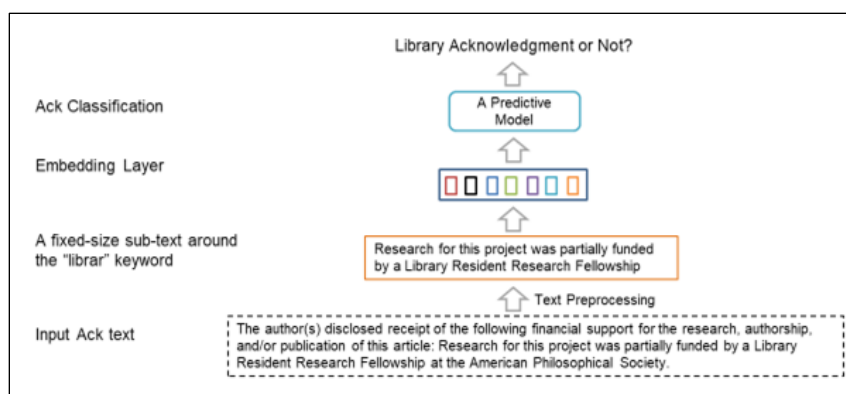 Library Acknowledgment or Not?
Ack Classification
A Predictive
Model
Embedding Layer
A fixed-size sub-text around
the "librar" keyword
Research for this project was partially funded
by a Library Resident Research Fellowship
Text Preprocessing
Input Ack text
The author(s) disclosed receipt of the following financial support for the research, authorship,
and/or publication of this article: Research for this project was partially funded by a Library
Resident Research Fellowship at the American Philosophical Society.